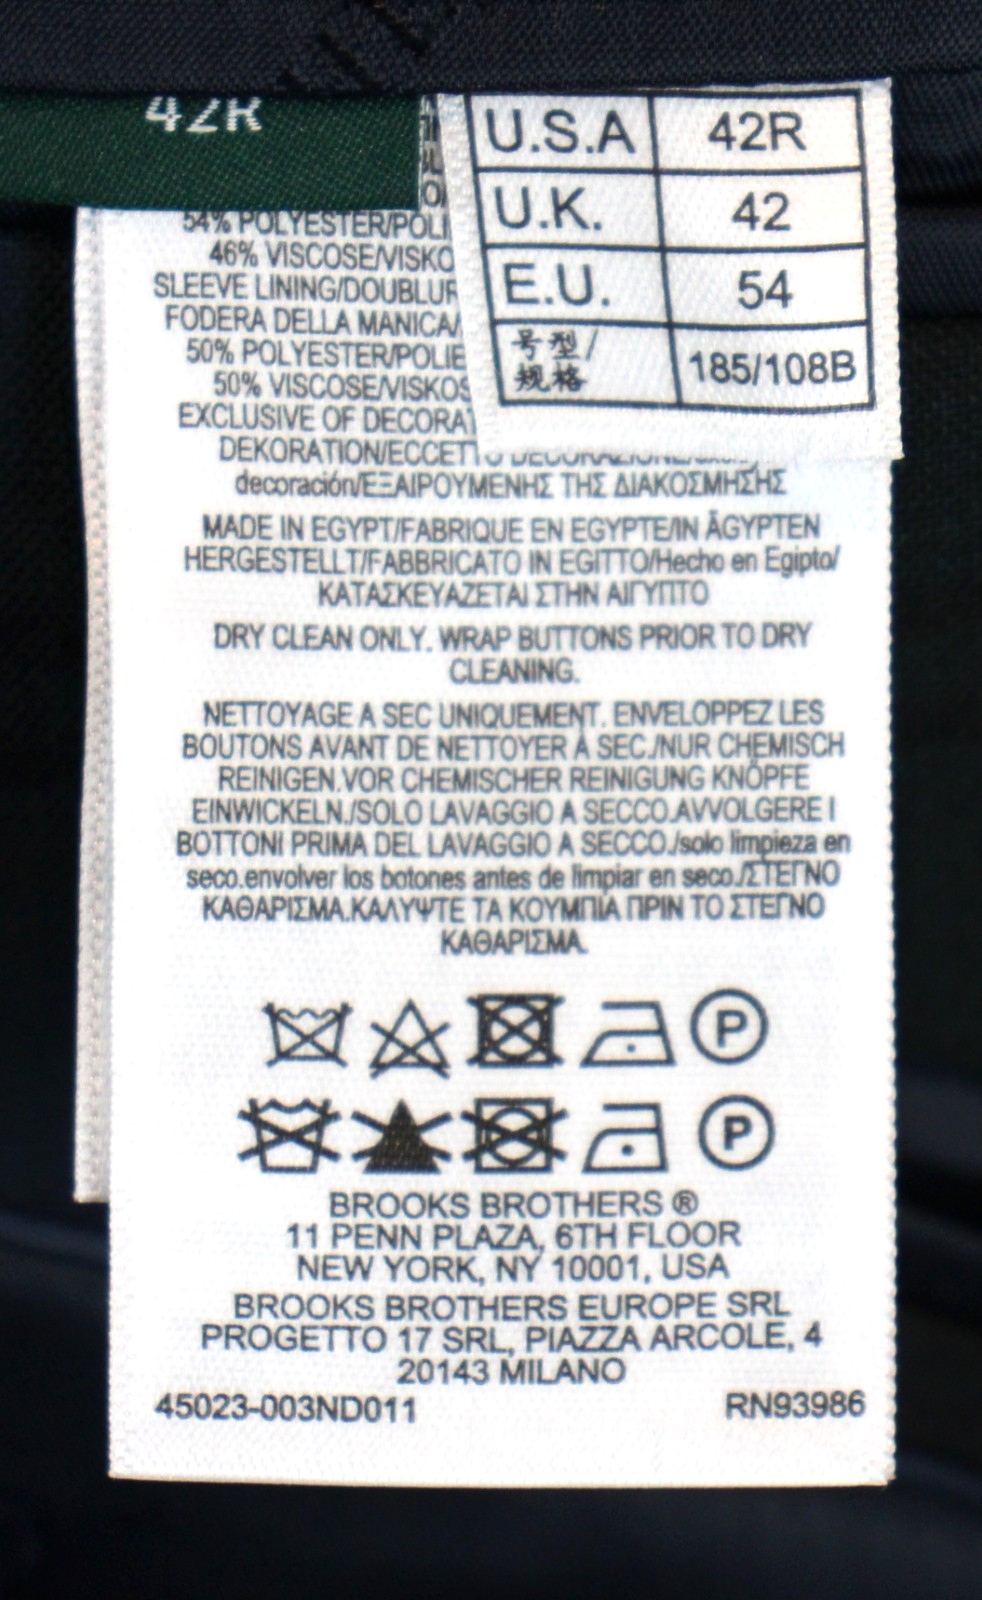 42R
U.S.A 42R
U.K. 42
E.U. 54
号型/
规格 185/108B
54% POLYESTER/POLI
46% VISCOSE/VISKO
SLEEVE LINING/DOUBLUR
FODERA DELLA MANICA/
50% POLYESTER/POLIE
50% VISCOSE/VISKOS
EXCLUSIVE OF DECORA
DEKORATION/ECCETTO DECORAZIONE/
decoración/ΕΞΑΙΡΟΥΜΕΝΗΣ ΤΗΣ ΔΙΑΚΟΣΜΗΣΗΣ
MADE IN EGYPT/FABRIQUE EN EGYPTE/IN ÄGYPTEN
HERGESTELLT/FABBRICATO IN EGITTO/Hecho en Egipto/
ΚΑΤΑΣΚΕΥΑΖΕΤΑΙ ΣΤΗΝ ΑΙΓΥΠΤΟ
DRY CLEAN ONLY. WRAP BUTTONS PRIOR TO DRY
CLEANING.
NETTOYAGE A SEC UNIQUEMENT. ENVELOPPEZ LES
BOUTONS AVANT DE NETTOYER À SEC./NUR CHEMISCH
REINIGEN.VOR CHEMISCHER REINIGUNG KNÖPFE
EINWICKELN./SOLO LAVAGGIO A SECCO.AVVOLGERE I
BOTTONI PRIMA DEL LAVAGGIO A SECCO./solo limpieza en
seco.envolver los botones antes de limpiar en seco./ΣΤΕΓΝΟ
ΚΑΘΑΡΙΣΜΑ.ΚΑΛΥΨΤΕ ΤΑ ΚΟΥΜΠΙΑ ΠΡΙΝ ΤΟ ΣΤΕΓΝΟ
ΚΑΘΑΡΙΣΜΑ.
P
P
BROOKS BROTHERS ®
11 PENN PLAZA, 6TH FLOOR
NEW YORK, NY 10001, USA
BROOKS BROTHERS EUROPE SRL
PROGETTO 17 SRL, PIAZZA ARCOLE, 4
20143 MILANO
45023-003ND011 RN93986